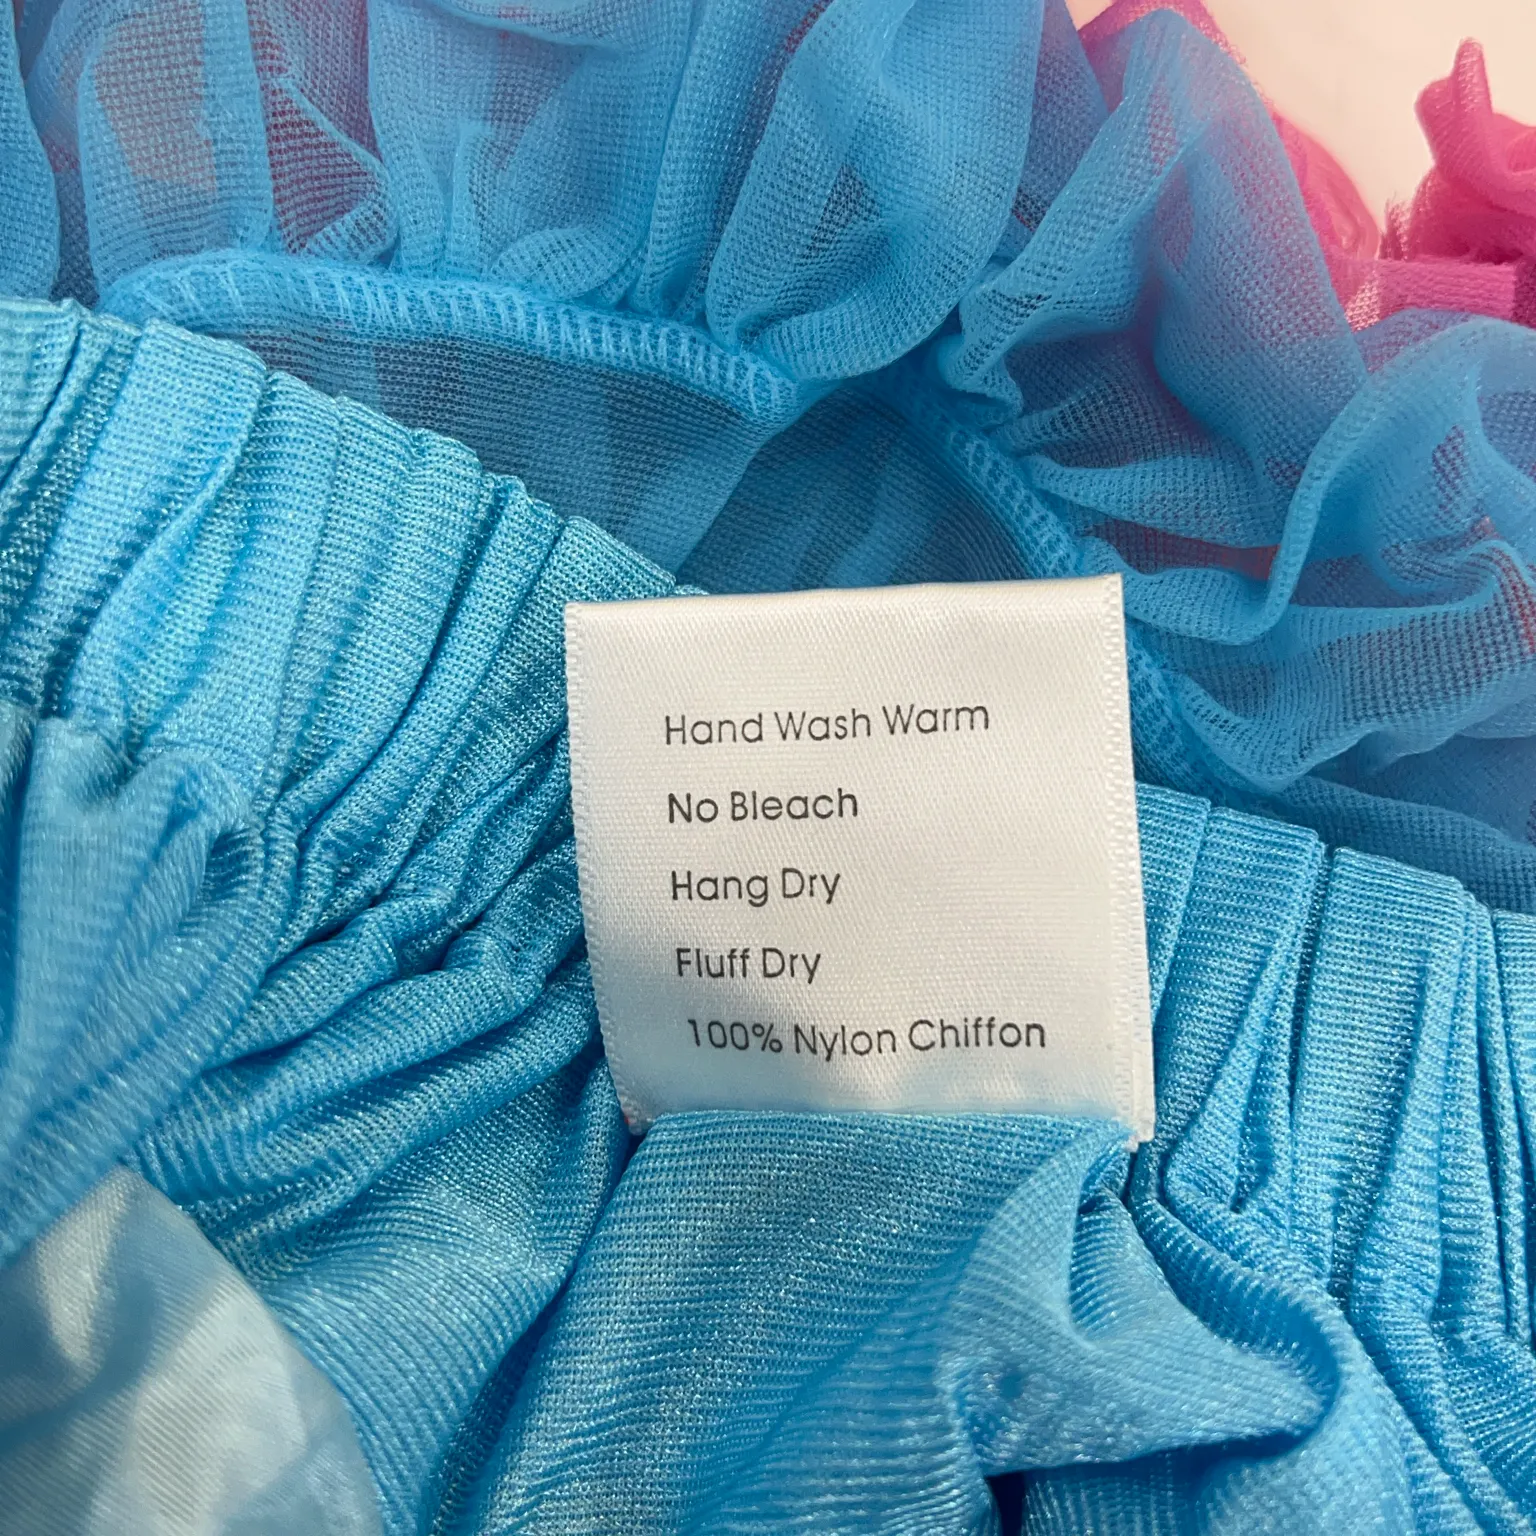 Hand Wash Warm
No Bleach
Hang Dry
Fluff Dry
100% Nylon Chiffon